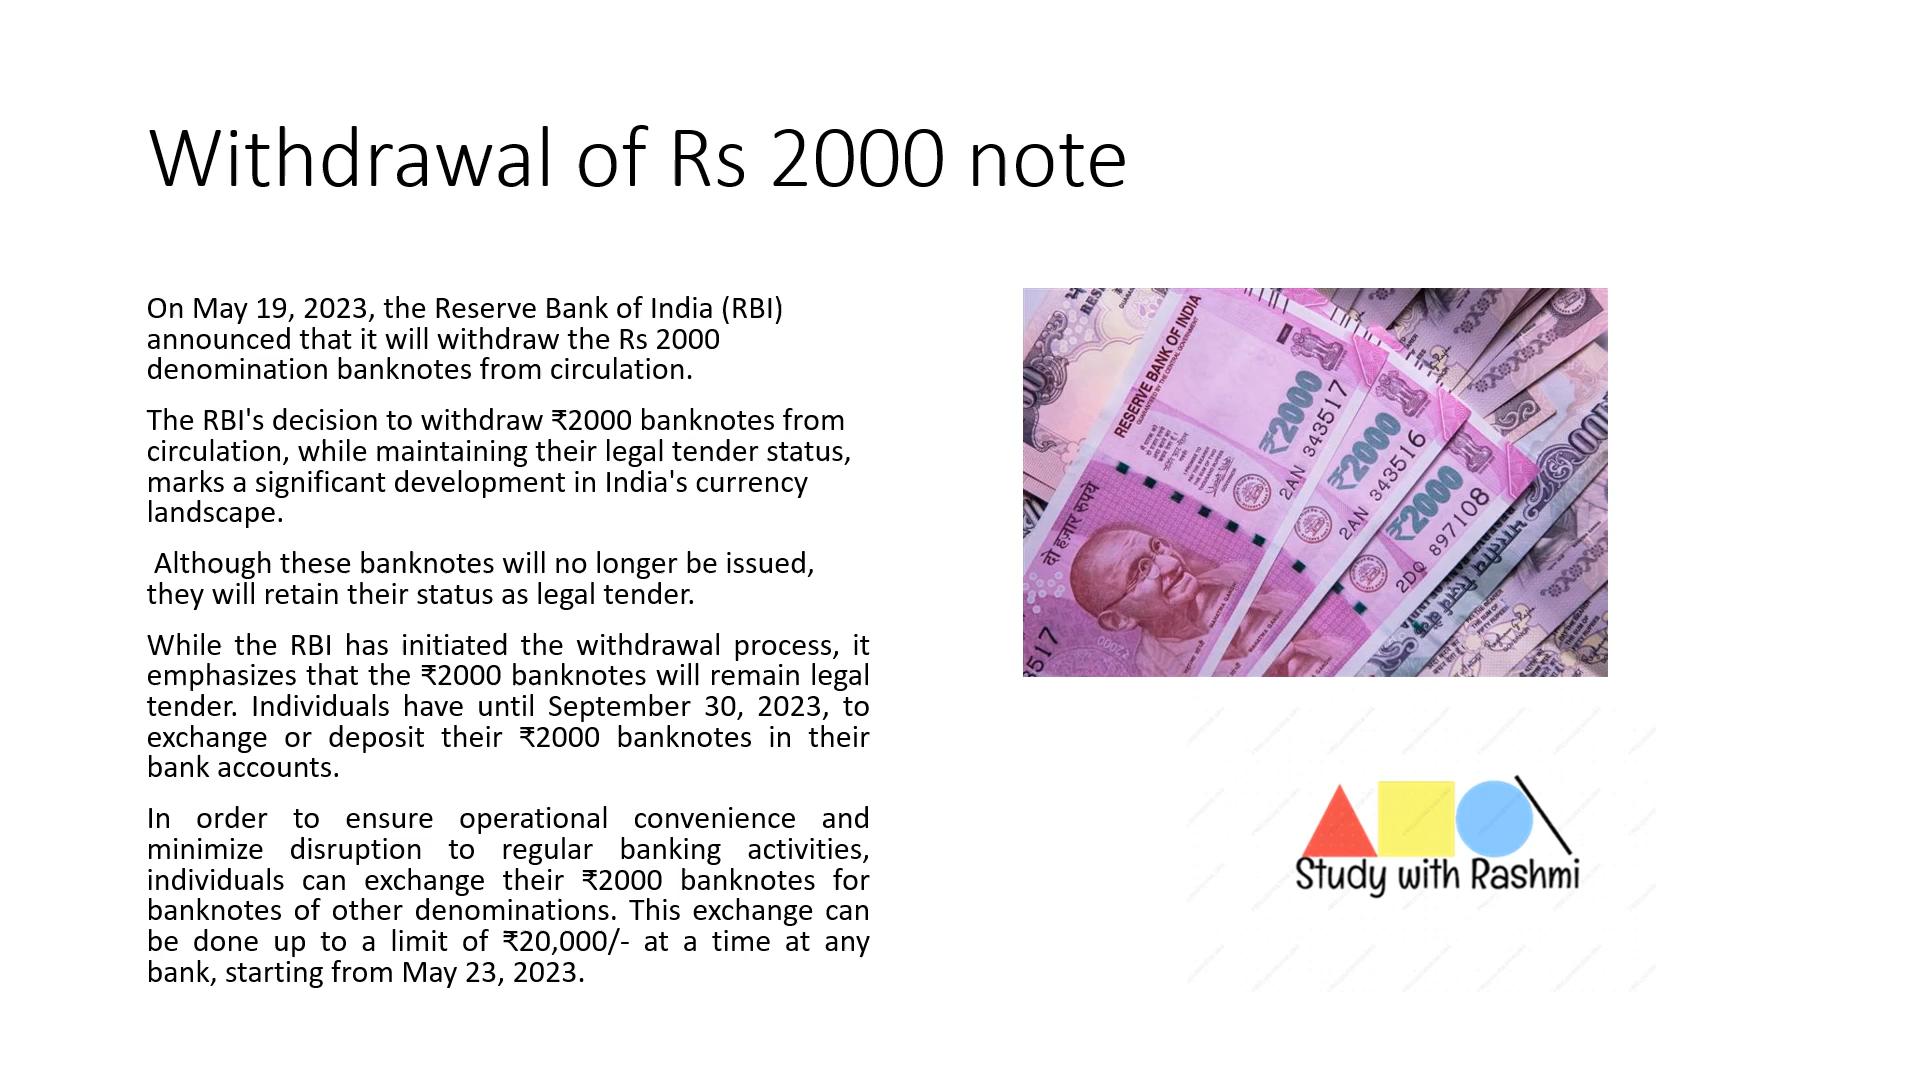 Withdrawal of Rs 2000 note
On May 19, 2023, the Reserve Bank of India (RBI)
announced that it will withdraw the Rs 2000
denomination banknotes from circulation.
The RBI's decision to withdraw ₹2000 banknotes from
circulation, while maintaining their legal tender status,
marks a significant development in India's currency
landscape.
Although these banknotes will no longer be issued,
they will retain their status as legal tender.
While the RBI has initiated the withdrawal process, it
emphasizes that the ₹2000 banknotes will remain legal
tender. Individuals have until September 30, 2023, to
exchange or deposit their ₹2000 banknotes in their
bank accounts.
In order to ensure operational convenience and
minimize disruption to regular banking activities,
individuals can exchange their ₹2000 banknotes for
banknotes of other denominations. This exchange can
be done up to a limit of ₹20,000/- at a time at any
bank, starting from May 23, 2023.
RESERVE BANK OF INDIA
₹2000
2AN 343517
₹2000
2AN 343516
₹2000
2DQ 897108
दो हज़ार रुपये
3517
Study with Rashmi